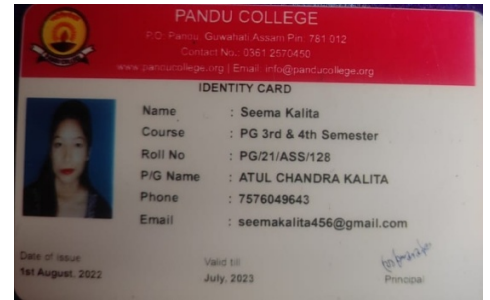 PANDU COLLEGE
P.O. Pandu, Guwahati Assam Pin: 781 012
Contact No.: 0361 2570450
www.panducollege.org | Email: info@panducollege.org
IDENTITY CARD
Name : Seema Kalita
Course : PG 3rd & 4th Semester
Roll No : PG/21/ASS/128
P/G Name : ATUL CHANDRA KALITA
Phone : 7576049643
Email : seemakalita456@gmail.com
Date of issue
1st August, 2022
Valid till
July, 2023
Principal